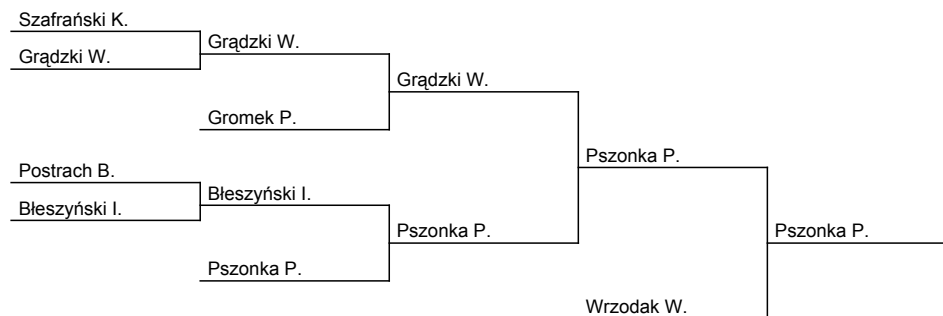 Szafrański K.
Grądzki W.
Grądzki W.
Grądzki W.
Gromek P.
Pszonka P.
Postrach B.
Błeszyński I.
Błeszyński I.
Pszonka P.
Pszonka P.
Pszonka P.
Wrzodak W.